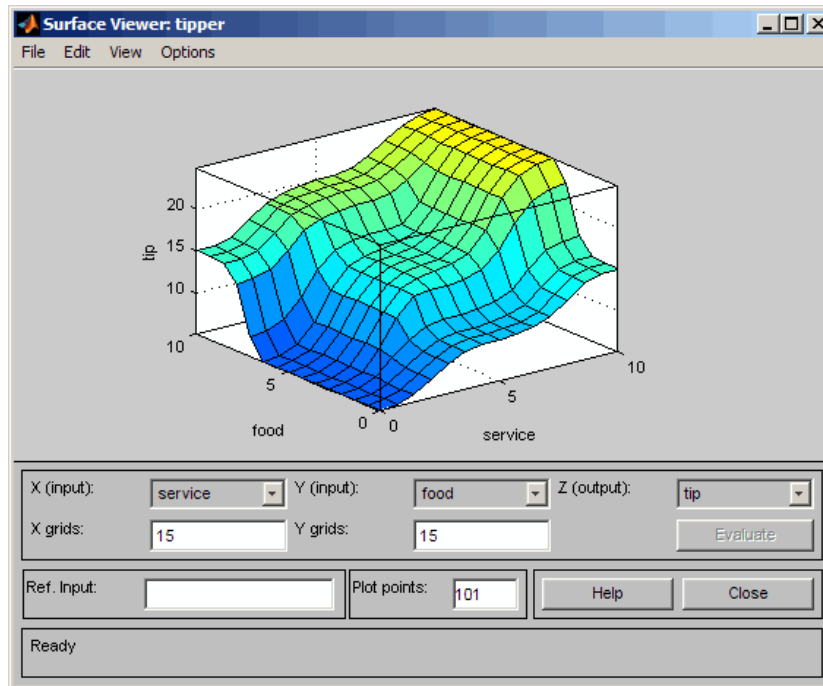 Surface Viewer: tipper
File Edit View Options
20
15
10
tip
10
5
0
food
0
5
10
service
X (input): service Y (input): food Z (output): tip
X grids: 15 Y grids: 15 Evaluate
Ref. Input: Plot points: 101 Help Close
Ready